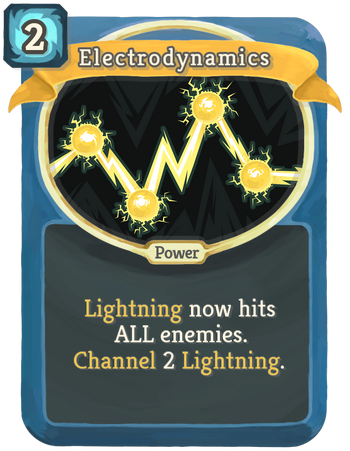 2
Electrodynamics
Power
Lightning now hits
ALL enemies.
Channel 2 Lightning.